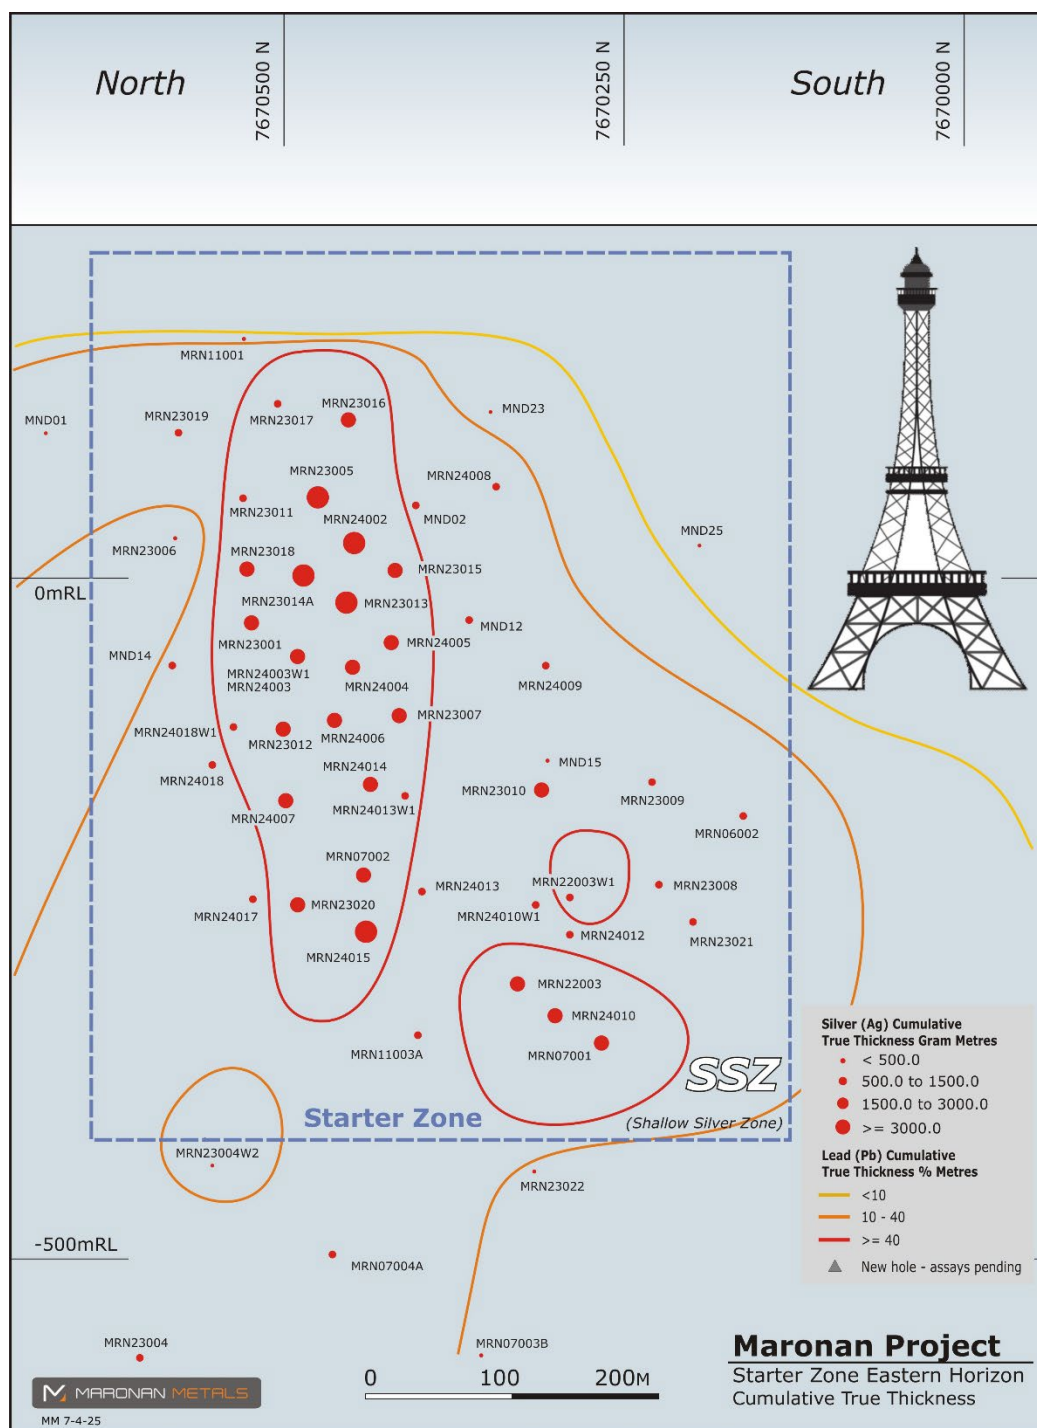 North
7670500 N
7670250 N
South
7670000 N
MRN11001
MND01
MRN23019
MRN23017
MRN23016
MND23
MRN23005
MRN24008
MRN23011
MRN24002
MND02
MND25
MRN23006
MRN23018
MRN23015
0mRL
MRN23014A
MRN23013
MND12
MRN23001
MRN24005
MND14
MRN24003W1
MRN24003
MRN24004
MRN24009
MRN24018W1
MRN23012
MRN24006
MRN23007
MRN24018
MRN24014
MND15
MRN23010
MRN23009
MRN24007
MRN24013W1
MRN06002
MRN07002
MRN24017
MRN23020
MRN24013
MRN22003W1
MRN24010W1
MRN23008
MRN24012
MRN23021
MRN24015
MRN22003
MRN24010
MRN11003A
MRN07001
SSZ
(Shallow Silver Zone)
Starter Zone
MRN23004W2
MRN23022
-500mRL
MRN07004A
MRN23004
MRN07003B
Silver (Ag) Cumulative
True Thickness Gram Metres
< 500.0
500.0 to 1500.0
1500.0 to 3000.0
>= 3000.0
Lead (Pb) Cumulative
True Thickness % Metres
<10
10 - 40
>= 40
New hole - assays pending
MARONAN METALS
MM 7-4-25
0 100 200M
Maronan Project
Starter Zone Eastern Horizon
Cumulative True Thickness